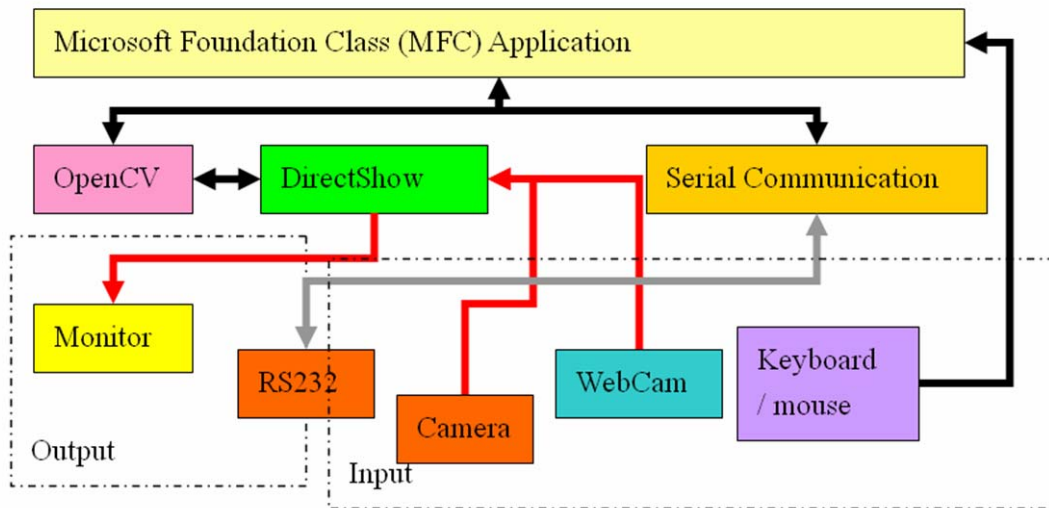 Microsoft Foundation Class (MFC) Application
OpenCV
DirectShow
Serial Communication
Monitor
RS232
Camera
WebCam
Keyboard
/ mouse
Output
Input